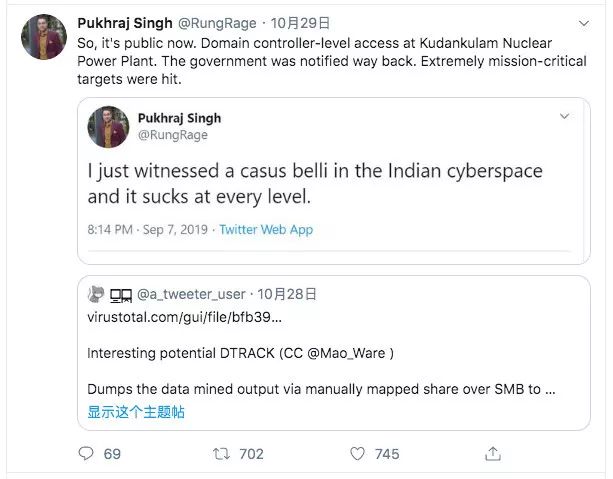 Pukhraj Singh @RungRage · 10月29日
So, it's public now. Domain controller-level access at Kudankulam Nuclear
Power Plant. The government was notified way back. Extremely mission-critical
targets were hit.
Pukhraj Singh
@RungRage
I just witnessed a casus belli in the Indian cyberspace
and it sucks at every level.
8:14 PM · Sep 7, 2019 · Twitter Web App
@a_tweeter_user · 10月28日
virustotal.com/gui/file/bfb39...
Interesting potential DTRACK (CC @Mao_Ware )
Dumps the data mined output via manually mapped share over SMB to ...
显示这个主题帖
69 702 745